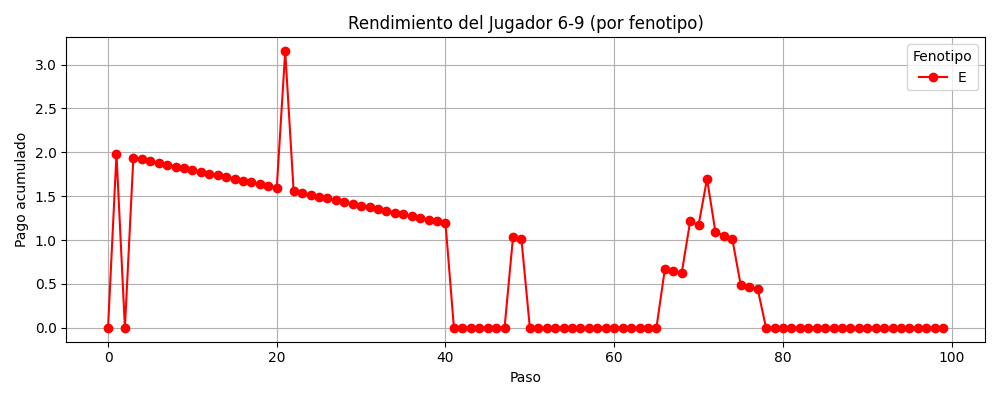 Rendimiento del Jugador 6-9 (por fenotipo)
Fenotipo
E
Pago acumulado
3.0
2.5
2.0
1.5
1.0
0.5
0.0
0 20 40 60 80 100
Paso